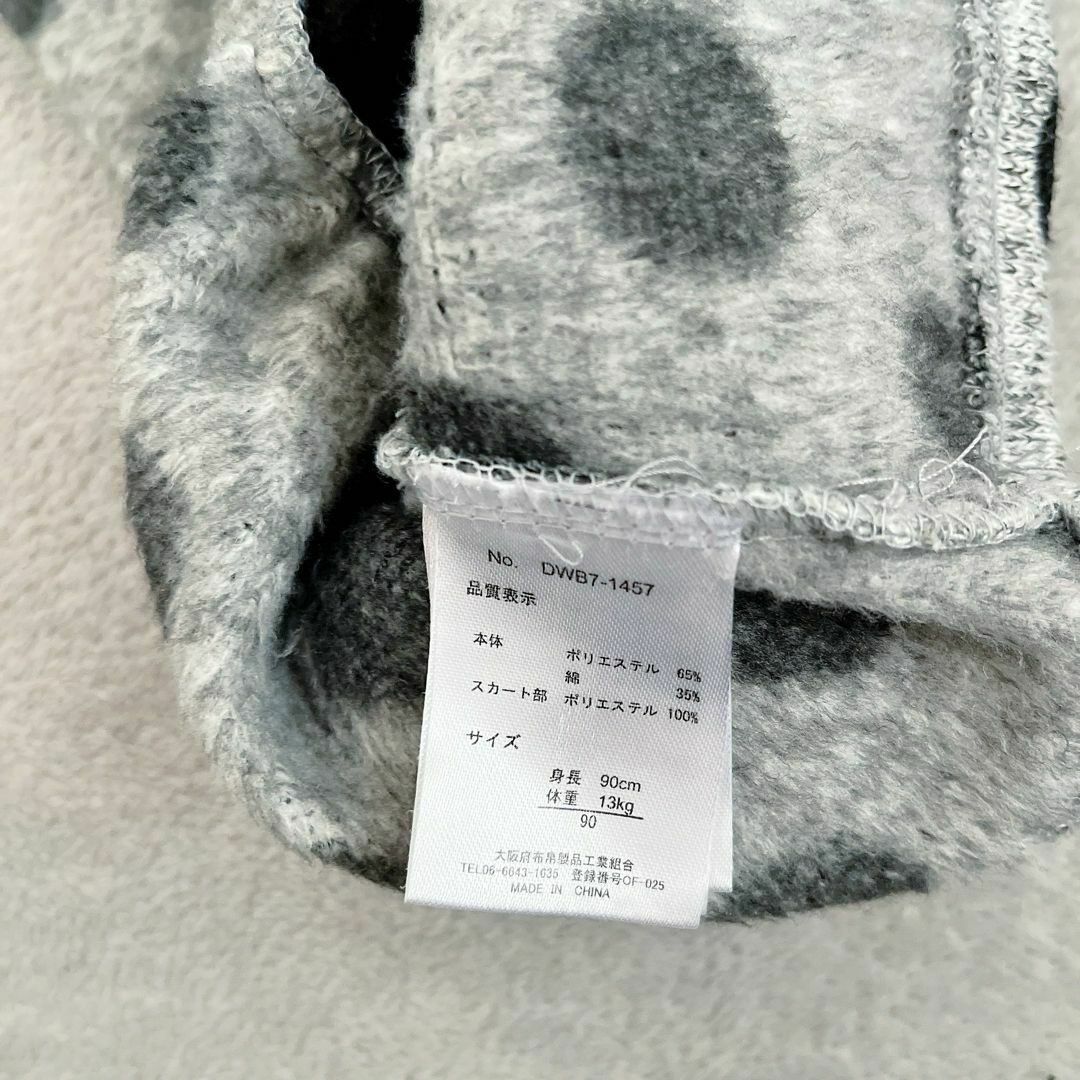 No. DWB7-1457
品質表示
本体 ポリエステル 65%
綿 35%
スカート部 ポリエステル 100%
サイズ
身長 90cm
体重 13kg
90
大阪府布帛製品工業組合
TEL06-6643-1635 登録番号OF-025
MADE IN CHINA